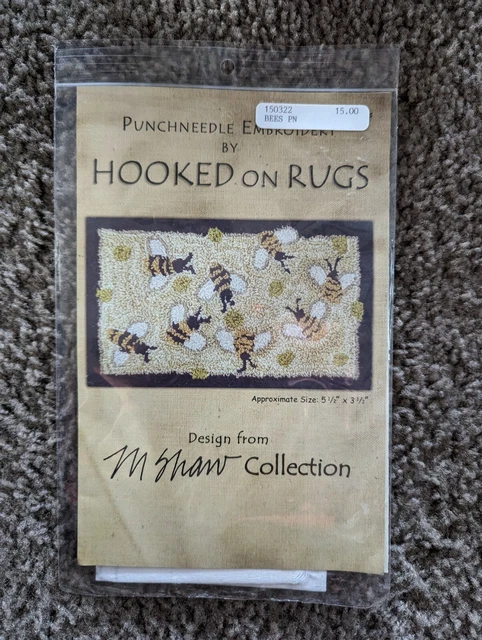 150322 15.00
BEES PN
PUNCHNEEDLE EMBROIDERY
BY
HOOKED ON RUGS
Approximate Size: 5 1/2" x 3 1/2"
Design from
M Shaw Collection